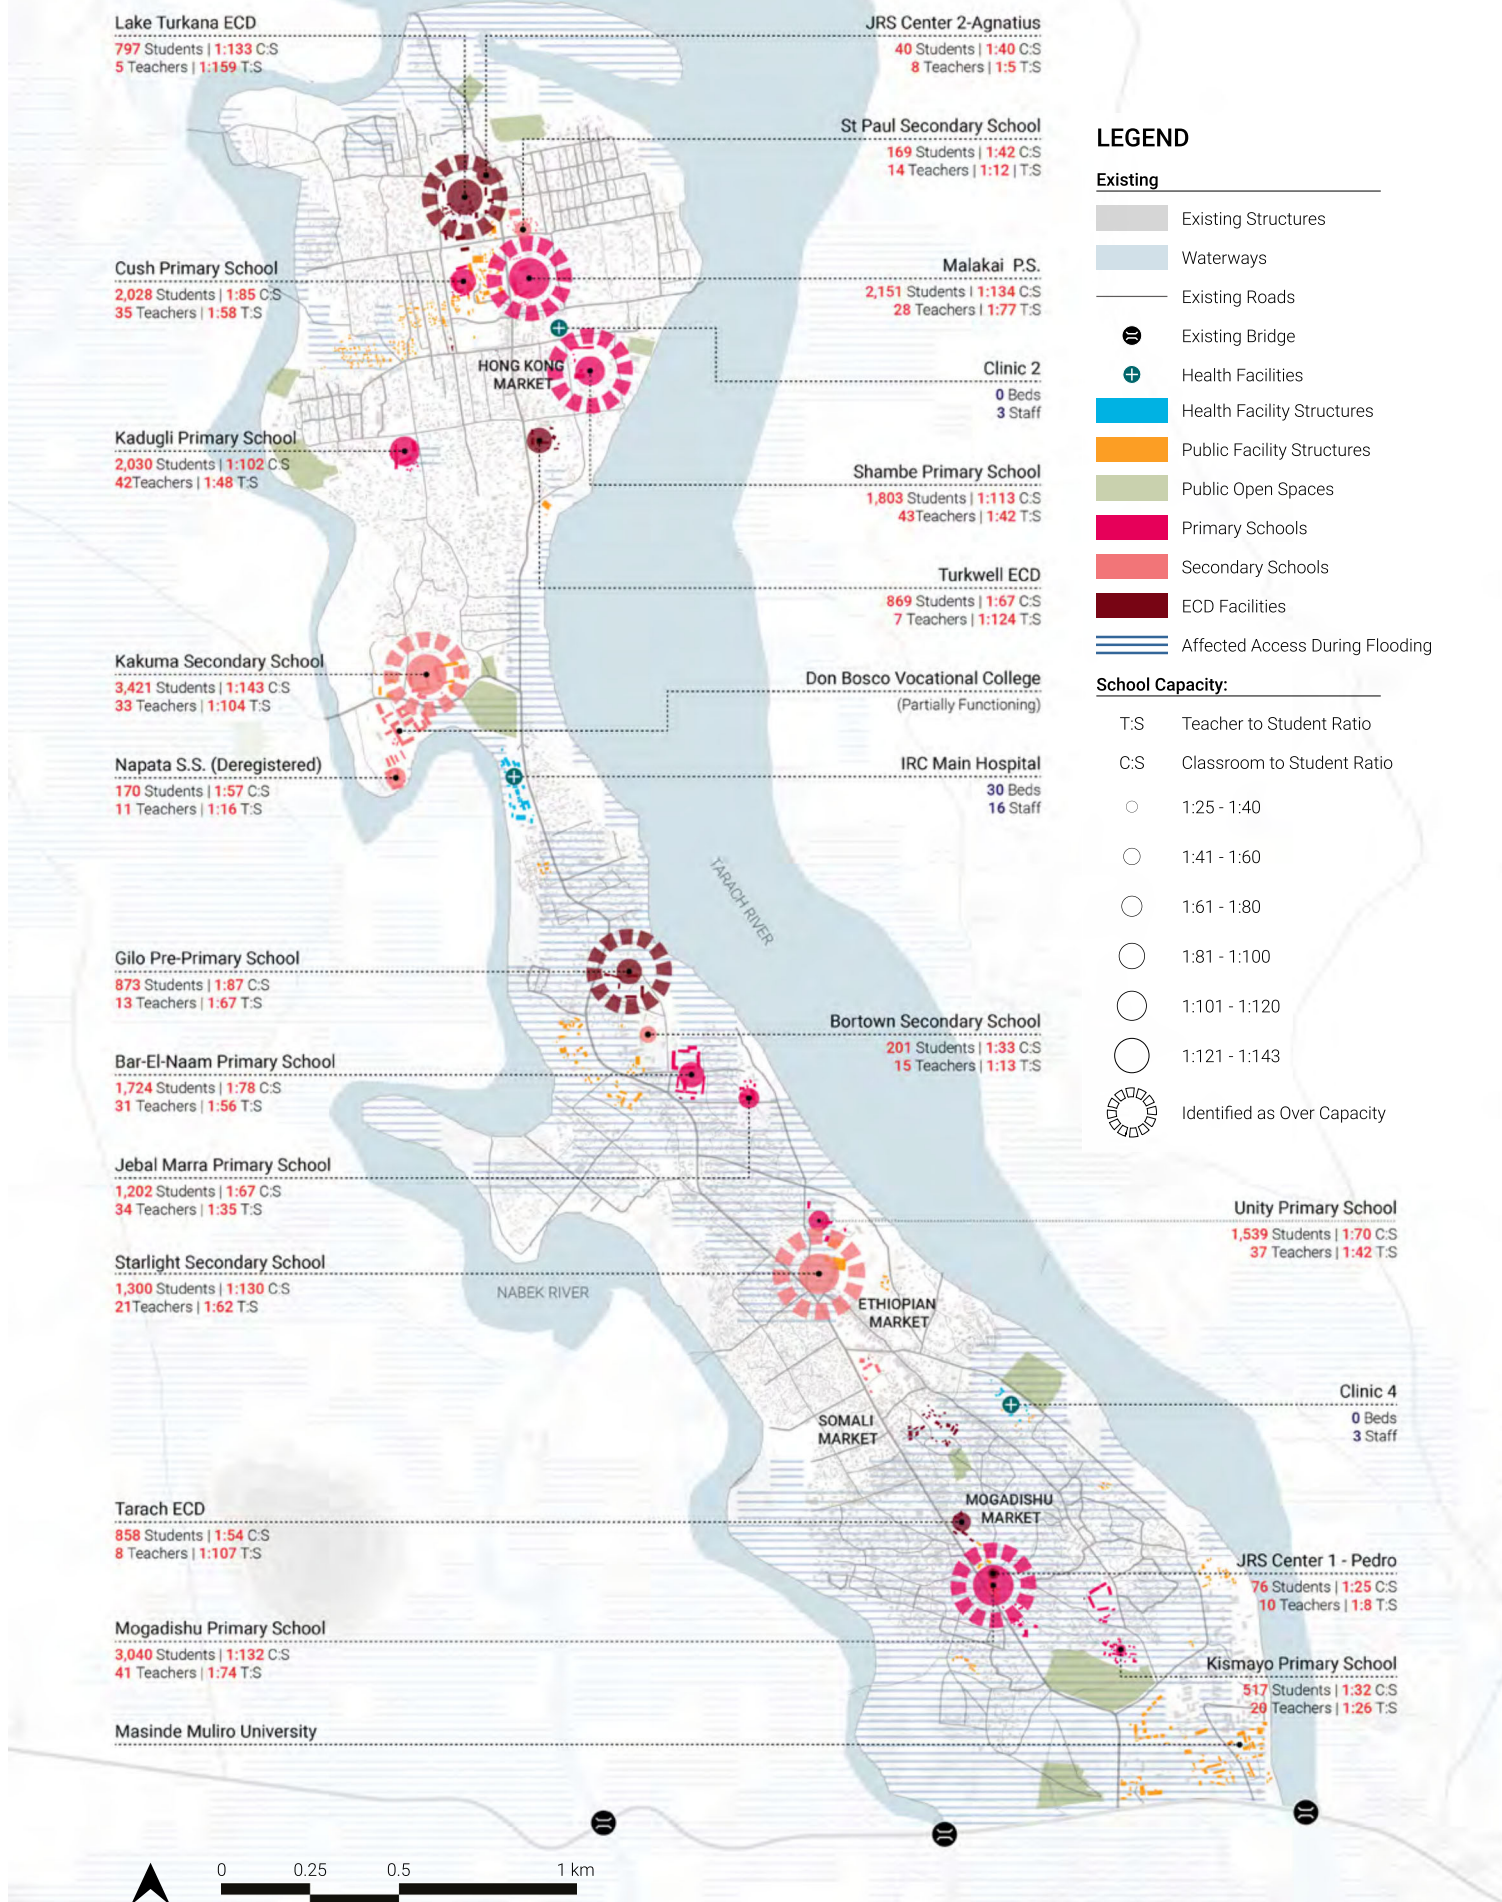 Lake Turkana ECD
797 Students | 1:133 C:S
5 Teachers | 1:159 T:S
JRS Center 2-Agnatius
40 Students | 1:40 C:S
8 Teachers | 1:5 T:S
St Paul Secondary School
169 Students | 1:42 C:S
14 Teachers | 1:12 | T:S
Cush Primary School
2,028 Students | 1:85 C:S
35 Teachers | 1:58 T:S
Malakai P.S.
2,151 Students I 1:134 C:S
28 Teachers | 1:77 T:S
HONG KONG
MARKET
Clinic 2
0 Beds
3 Staff
Kadugli Primary School
2,030 Students | 1:102 C:S
42Teachers | 1:48 T:S
Shambe Primary School
1,803 Students | 1:113 C:S
43Teachers | 1:42 T:S
Turkwell ECD
869 Students | 1:67 C:S
7 Teachers | 1:124 T:S
Kakuma Secondary School
3,421 Students | 1:143 C:S
33 Teachers | 1:104 T:S
Don Bosco Vocational College
(Partially Functioning)
Napata S.S. (Deregistered)
170 Students | 1:57 C:S
11 Teachers | 1:16 T:S
IRC Main Hospital
30 Beds
16 Staff
TARACH RIVER
Gilo Pre-Primary School
873 Students | 1:87 C:S
13 Teachers | 1:67 T:S
Bortown Secondary School
201 Students | 1:33 C:S
15 Teachers | 1:13 T:S
Bar-El-Naam Primary School
1,724 Students | 1:78 C:S
31 Teachers | 1:56 T:S
Jebal Marra Primary School
1,202 Students | 1:67 C:S
34 Teachers | 1:35 T:S
Unity Primary School
1,539 Students | 1:70 C:S
37 Teachers | 1:42 T:S
Starlight Secondary School
1,300 Students | 1:130 C:S
21Teachers | 1:62 T:S
NABEK RIVER
ETHIOPIAN
MARKET
Clinic 4
0 Beds
3 Staff
SOMALI
MARKET
MOGADISHU
MARKET
Tarach ECD
858 Students | 1:54 C:S
8 Teachers | 1:107 T:S
JRS Center 1 - Pedro
76 Students | 1:25 C:S
10 Teachers | 1:8 T:S
Mogadishu Primary School
3,040 Students | 1:132 C:S
41 Teachers | 1:74 T:S
Kismayo Primary School
517 Students | 1:32 C:S
20 Teachers | 1:26 T:S
Masinde Muliro University
0 0.25 0.5 1 km
LEGEND
Existing
Existing Structures
Waterways
Existing Roads
Existing Bridge
Health Facilities
Health Facility Structures
Public Facility Structures
Public Open Spaces
Primary Schools
Secondary Schools
ECD Facilities
Affected Access During Flooding
School Capacity:
T:S Teacher to Student Ratio
C:S Classroom to Student Ratio
1:25 - 1:40
1:41 - 1:60
1:61 - 1:80
1:81 - 1:100
1:101 - 1:120
1:121 - 1:143
Identified as Over Capacity